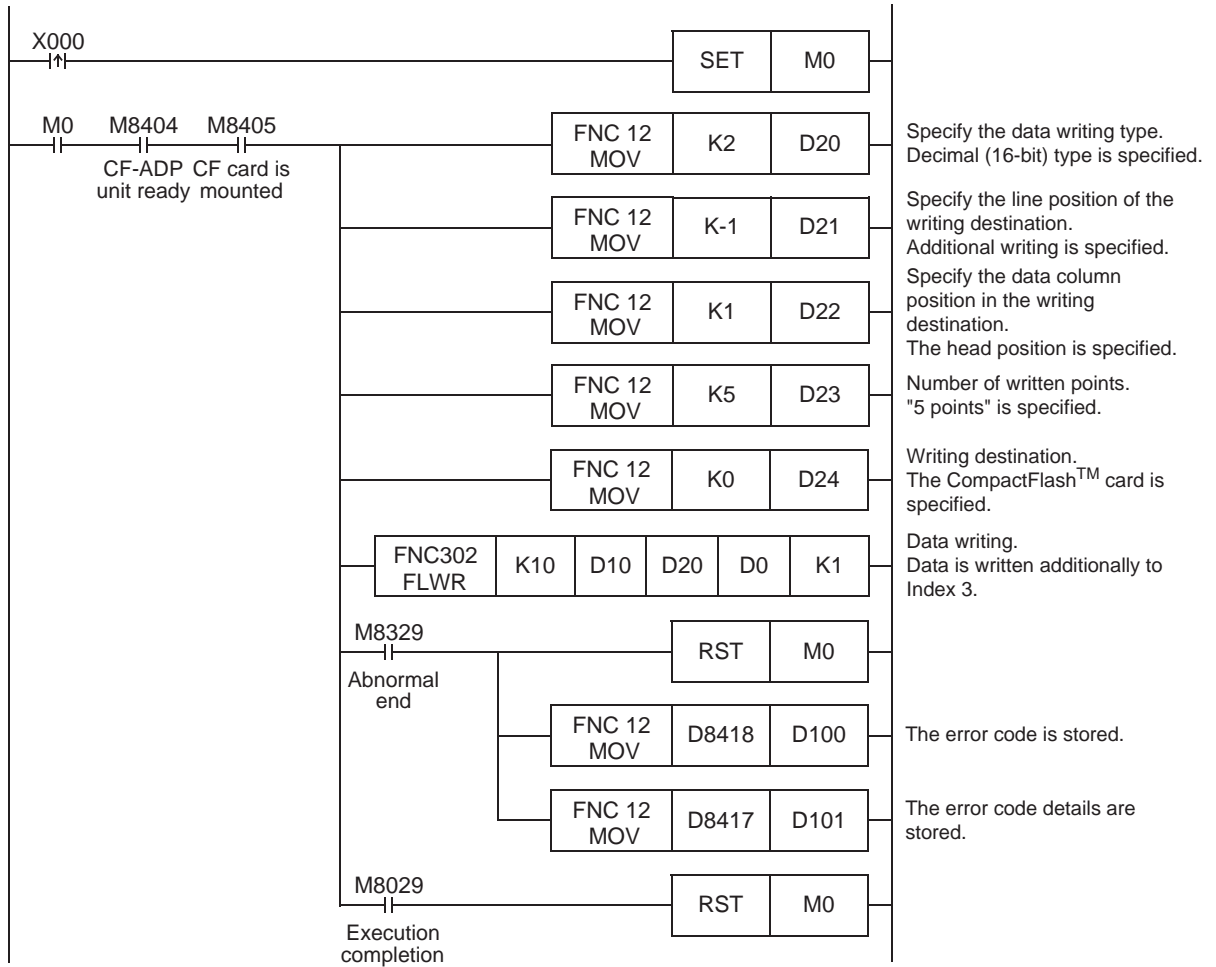 X000
SET M0
M0 M8404 M8405
CF-ADP CF card is
unit ready mounted
FNC 12
MOV K2 D20
Specify the data writing type.
Decimal (16-bit) type is specified.
FNC 12
MOV K-1 D21
Specify the line position of the
writing destination.
Additional writing is specified.
FNC 12
MOV K1 D22
Specify the data column
position in the writing
destination.
The head position is specified.
FNC 12
MOV K5 D23
Number of written points.
"5 points" is specified.
FNC 12
MOV K0 D24
Writing destination.
The CompactFlashTM card is
specified.
FNC302
FLWR K10 D10 D20 D0 K1
Data writing.
Data is written additionally to
Index 3.
M8329
Abnormal
end
RST M0
FNC 12
MOV D8418 D100
The error code is stored.
FNC 12
MOV D8417 D101
The error code details are
stored.
M8029
Execution
completion
RST M0